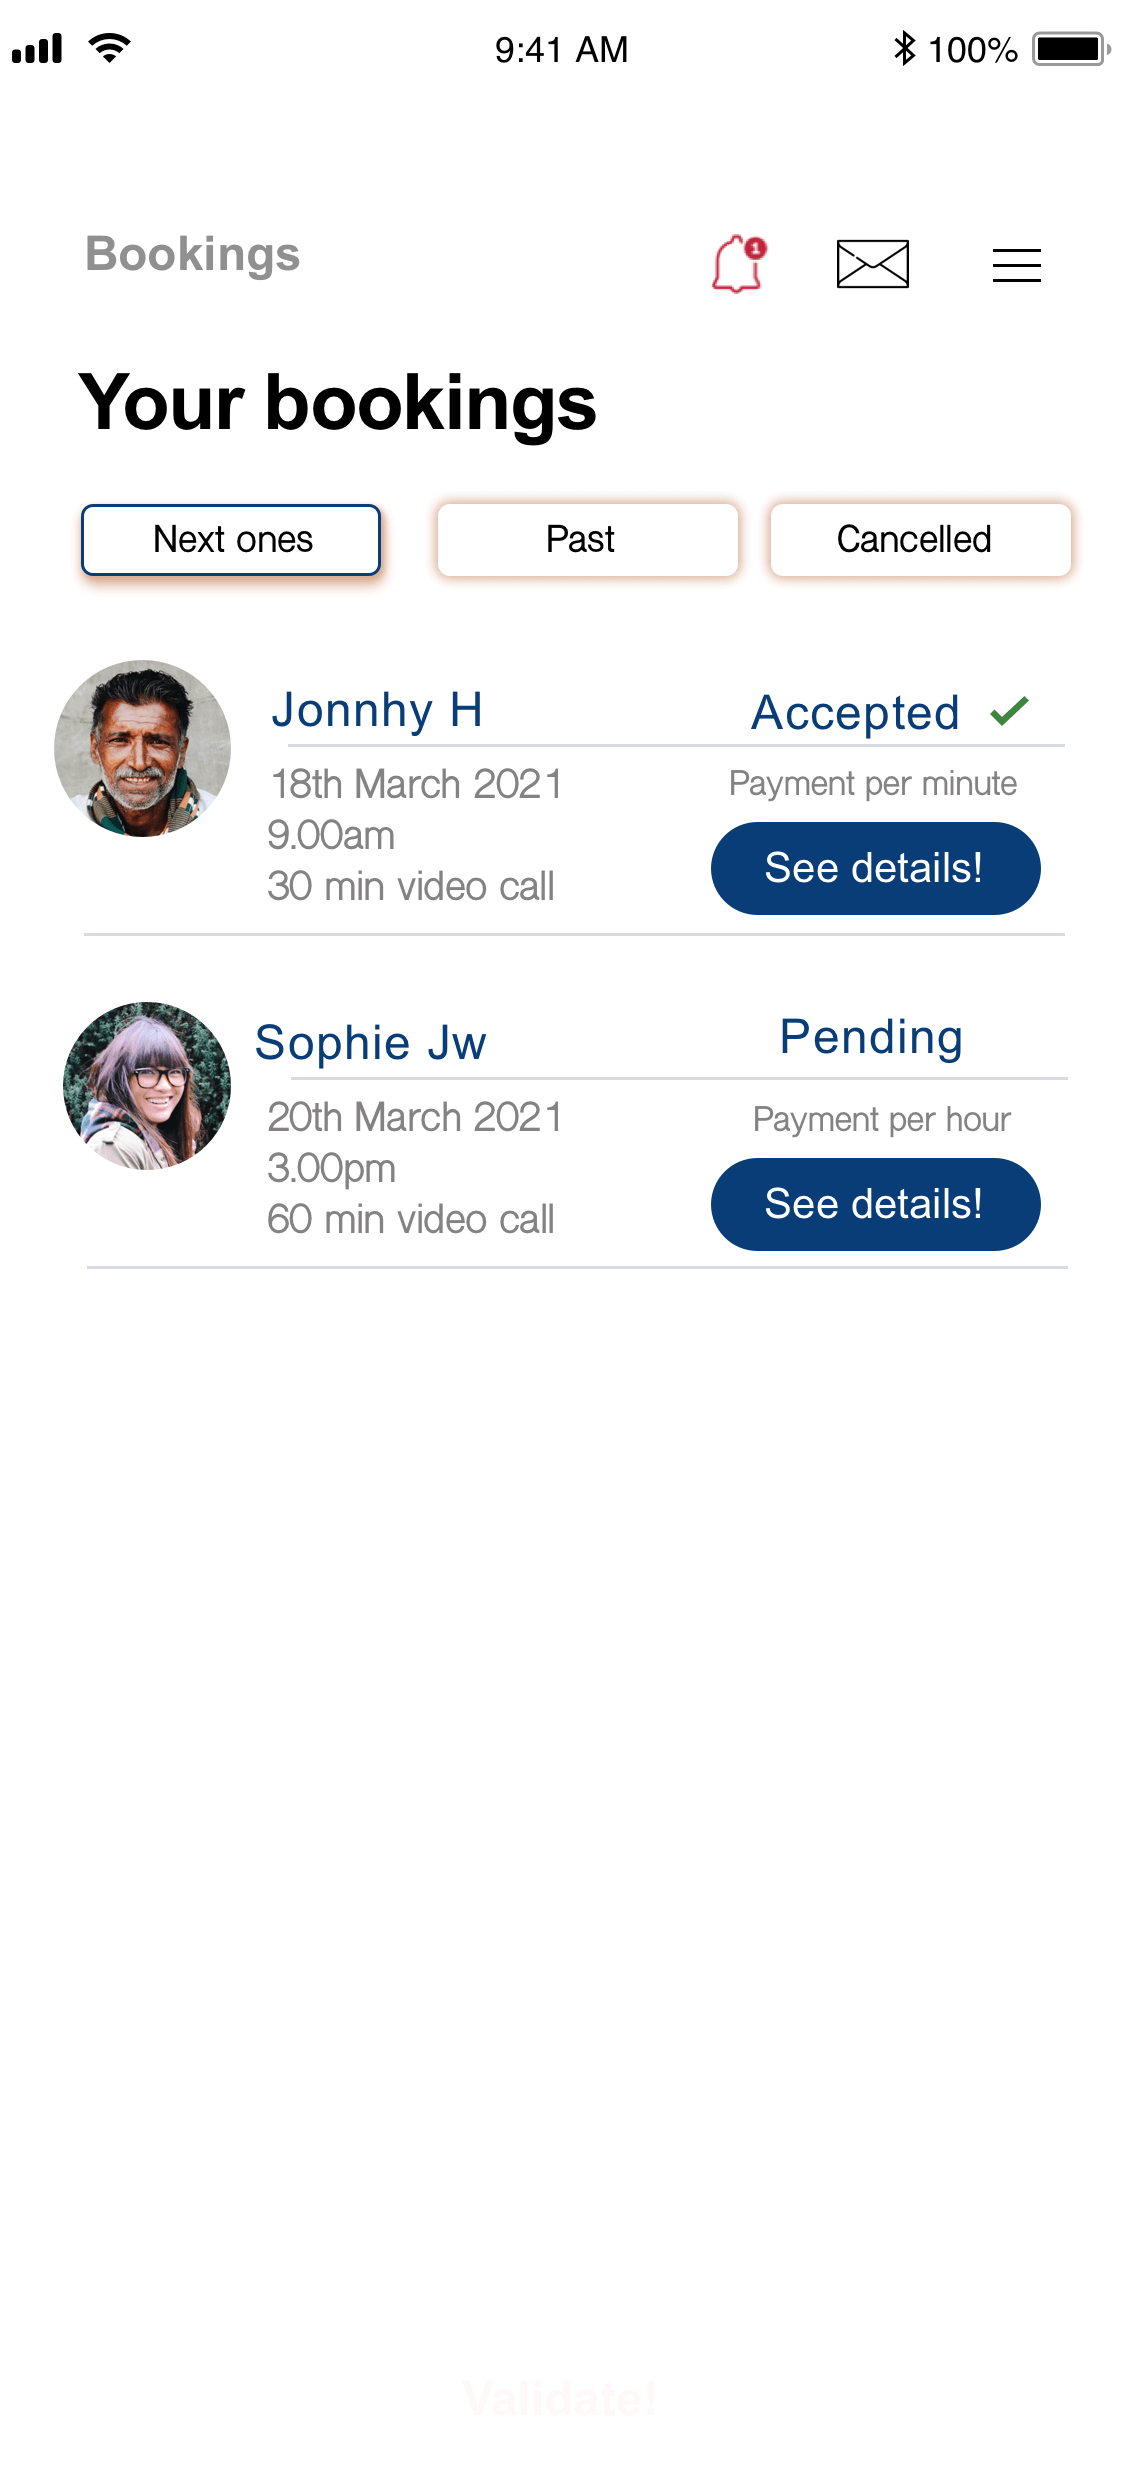 9:41 AM
100%
Bookings
1
Your bookings
Next ones
Past
Cancelled
Jonnhy H
Accepted
18th March 2021
Payment per minute
9.00am
30 min video call
See details!
Sophie Jw
Pending
20th March 2021
Payment per hour
3.00pm
60 min video call
See details!
Validate!